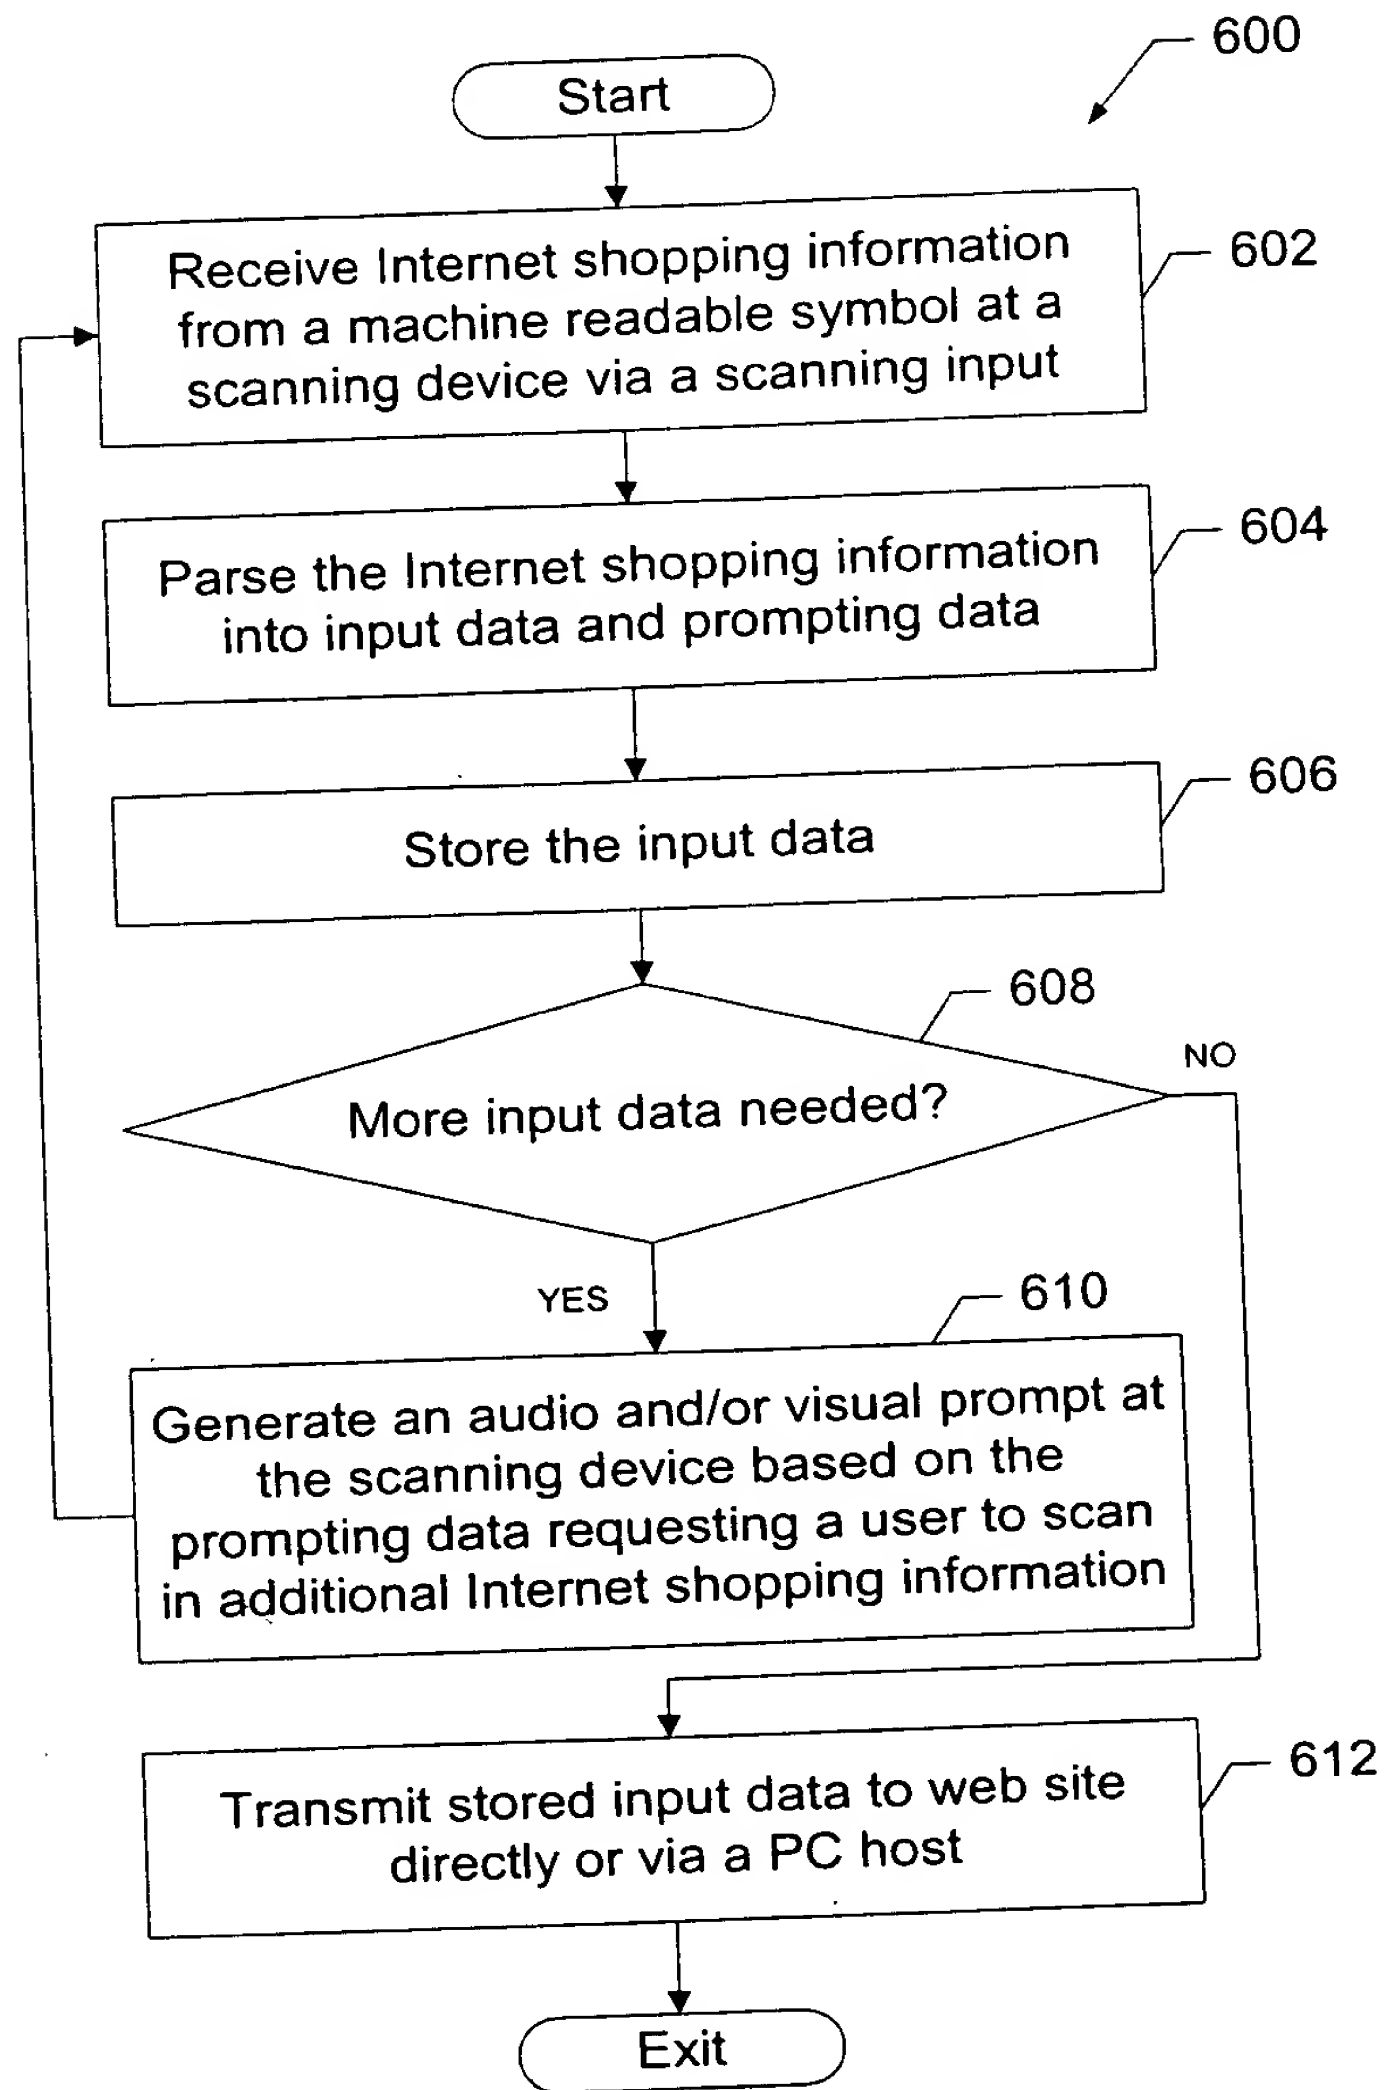 600
Start
Receive Internet shopping information
from a machine readable symbol at a
scanning device via a scanning input
602
Parse the Internet shopping information
into input data and prompting data
604
Store the input data
606
608
More input data needed?
NO
YES
610
Generate an audio and/or visual prompt at
the scanning device based on the
prompting data requesting a user to scan
in additional Internet shopping information
Transmit stored input data to web site
directly or via a PC host
612
Exit